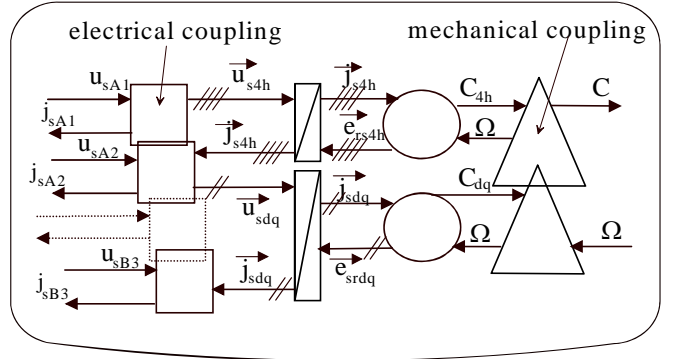 electrical coupling
mechanical coupling
u_sA1
u_s4h
j_s4h
C_4h
C
j_sA1
u_sA2
j_s4h
e_rs4h
Ω
j_sA2
u_sdq
j_sdq
C_dq
u_sB3
j_sdq
e_srdq
Ω
Ω
j_sB3